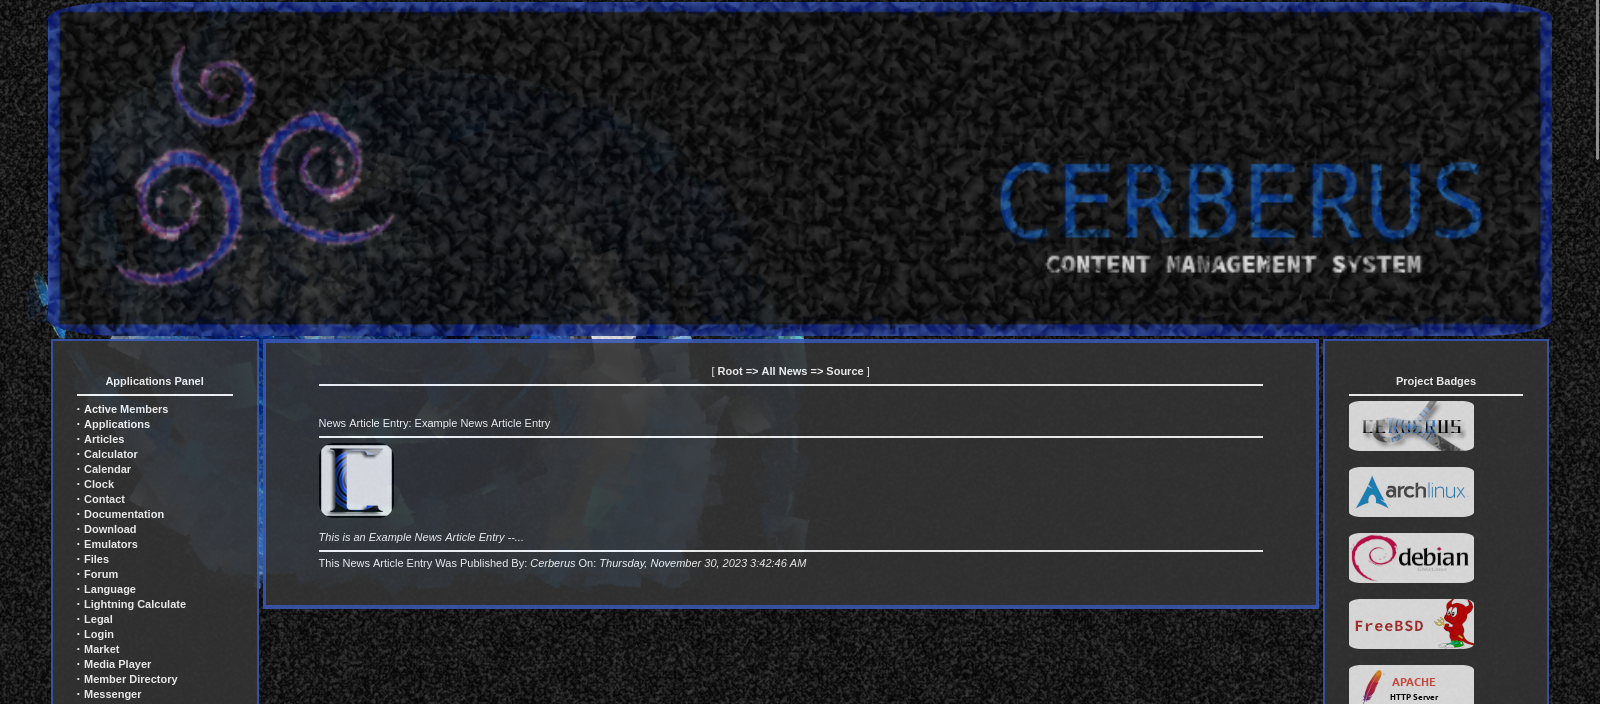 CERBERUS
CONTENT MANAGEMENT SYSTEM
Applications Panel
· Active Members
· Applications
· Articles
· Calculator
· Calendar
· Clock
· Contact
· Documentation
· Download
· Emulators
· Files
· Forum
· Language
· Lightning Calculate
· Legal
· Login
· Market
· Media Player
· Member Directory
· Messenger
[ Root => All News => Source ]
News Article Entry: Example News Article Entry
This is an Example News Article Entry --...
This News Article Entry Was Published By: Cerberus On: Thursday, November 30, 2023 3:42:46 AM
Project Badges
CERBERUS
archlinux
debian
FreeBSD
APACHE
HTTP Server